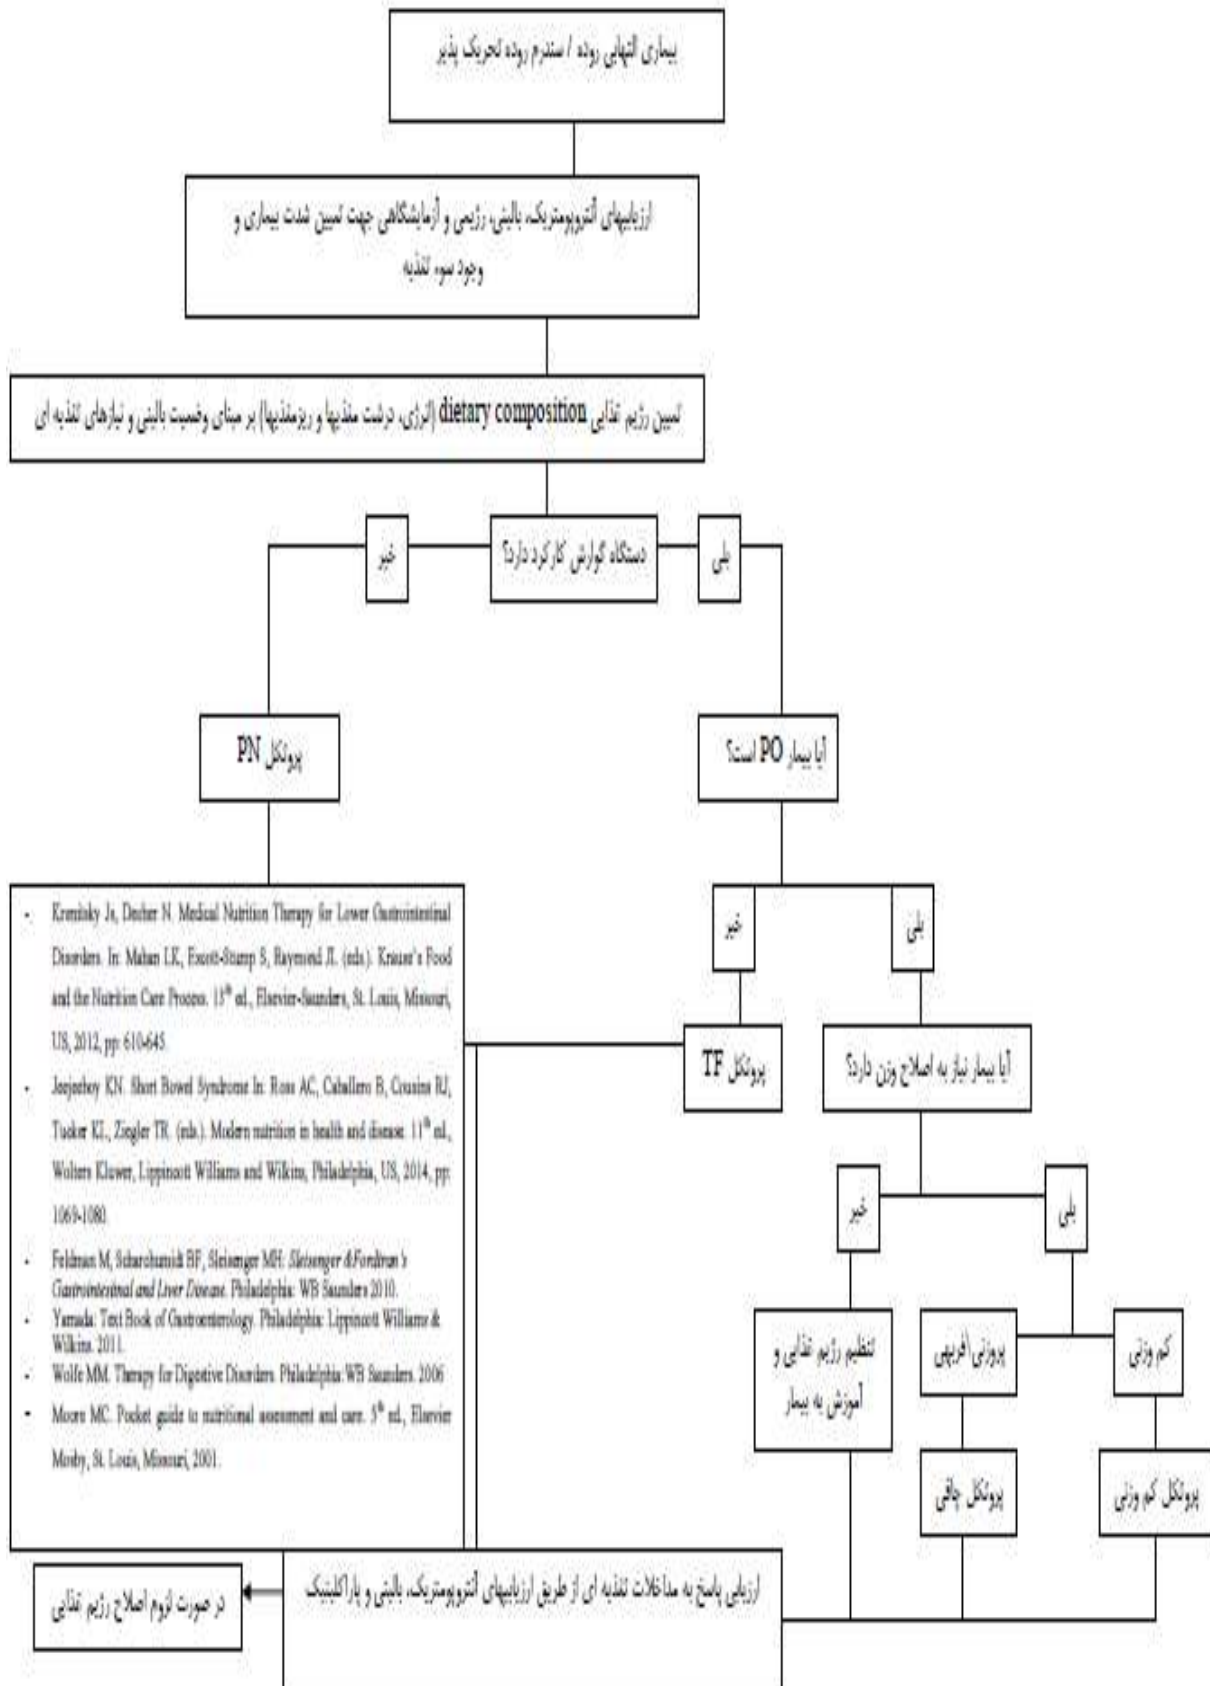 بیماری التهابی روده / سندرم روده تحریک پذیر
ارزیابیهای آنتروپومتریک، بالینی، رژیمی و آزمایشگاهی جهت تعیین شدت بیماری و
وجود سوء تغذیه
تعیین رژیم غذایی dietary composition (انرژی، درشت مغذیها و ریزمغذیها) بر مبنای وضعیت بالینی و نیازهای تغذیه ای
دستگاه گوارش کارکرد دارد؟
بلی
خیر
آیا بیمار PO است؟
پروتکل PN
بلی
خیر
آیا بیمار نیاز به اصلاح وزن دارد؟
پروتکل TF
بلی
خیر
کم وزنی
پروزنی\فربهی
تنظیم رژیم غذایی و
آموزش به بیمار
پروتکل کم وزنی
پروتکل چاقی
- Krenitsky Js, Decher N. Medical Nutrition Therapy for Lower Gastrointestinal
Disorders. In: Mahan LK, Escott-Stump S, Raymond JL. (eds.). Krause's Food
and the Nutrition Care Process. 13th ed., Elsevier-Saunders, St. Louis, Missouri,
US, 2012, pp: 610-645.
- Jeejeeboy KN. Short Bowel Syndrome In: Ross AC, Caballero B, Cousins RJ,
Tucker KL, Ziegler TR. (eds.). Modern nutrition in health and disease. 11th ed.,
Wolters Kluwer, Lippincott Williams and Wilkins, Philadelphia, US, 2014, pp:
1069-1080.
- Feldman M, Scharchumidt BF, Sleisenger MH: Sleisenger &Fordtran's
Gastrointestinal and Liver Disease. Philadelphia: WB Saunders 2010.
- Yamada: Text Book of Gastroenterology. Philadelphia: Lippincott Williams &
Wilkins. 2011.
- Wolfe MM. Therapy for Digestive Disorders. Philadelphia:WB Saunders. 2006
- Moore MC. Pocket guide to nutritional assessment and care. 5th ed., Elsevier
Mosby, St. Louis, Missouri, 2001.
ارزیابی پاسخ به مداخلات تغذیه ای از طریق ارزیابیهای آنتروپومتریک، بالینی و پاراکلینیک
در صورت لزوم اصلاح رژیم غذایی